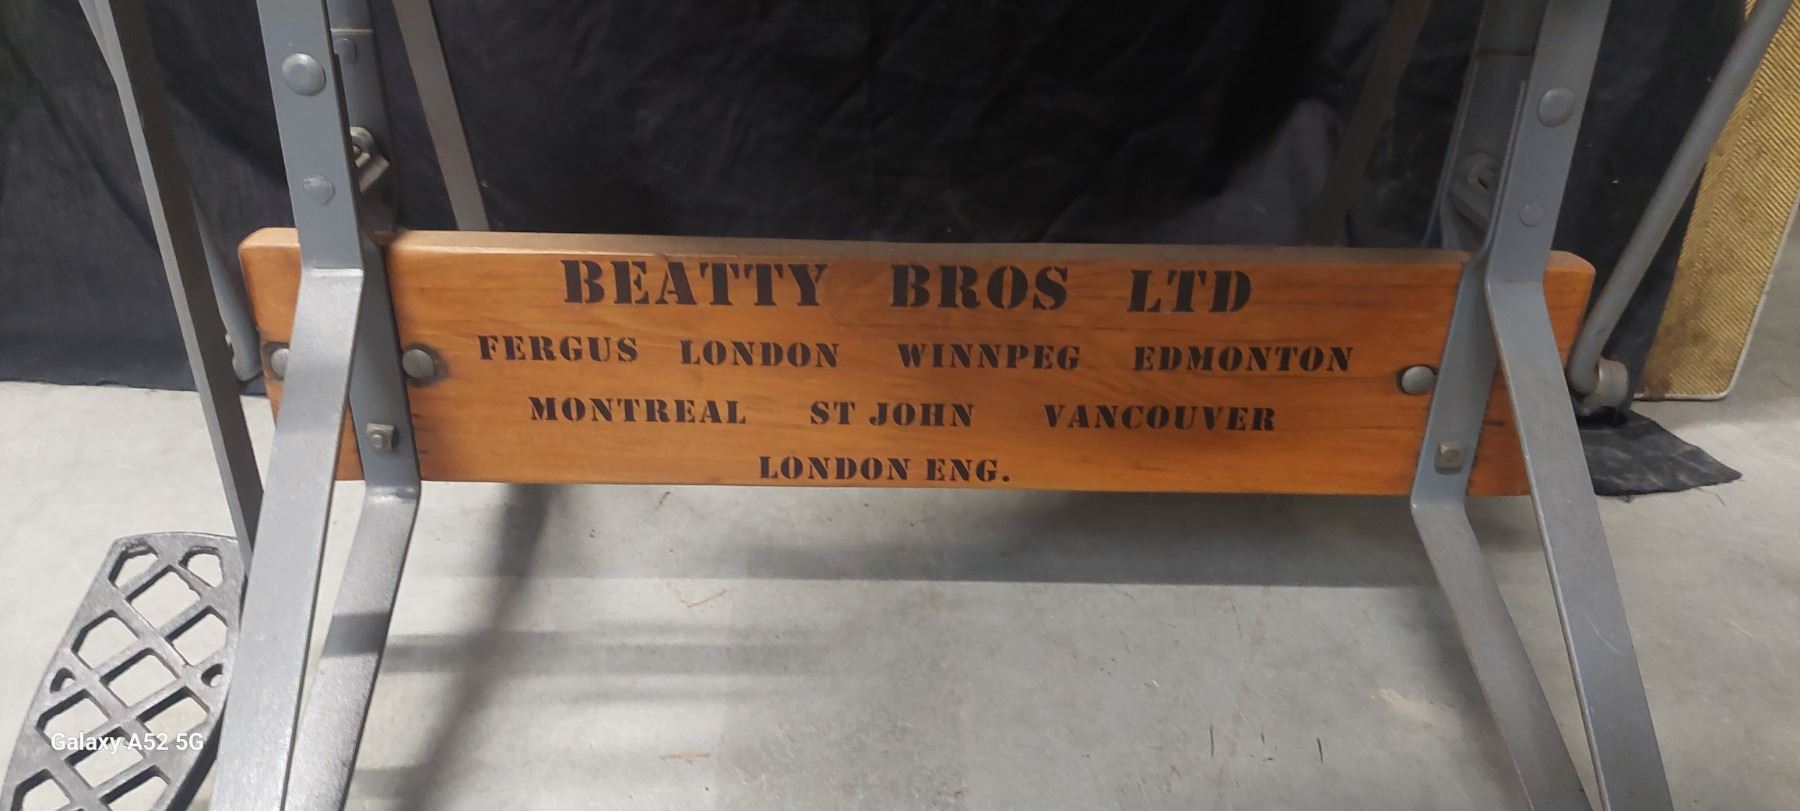 BEATTY BROS LTD
FERGUS LONDON WINNPEG EDMONTON
MONTREAL ST JOHN VANCOUVER
LONDON ENG.
Galaxy A52 5G